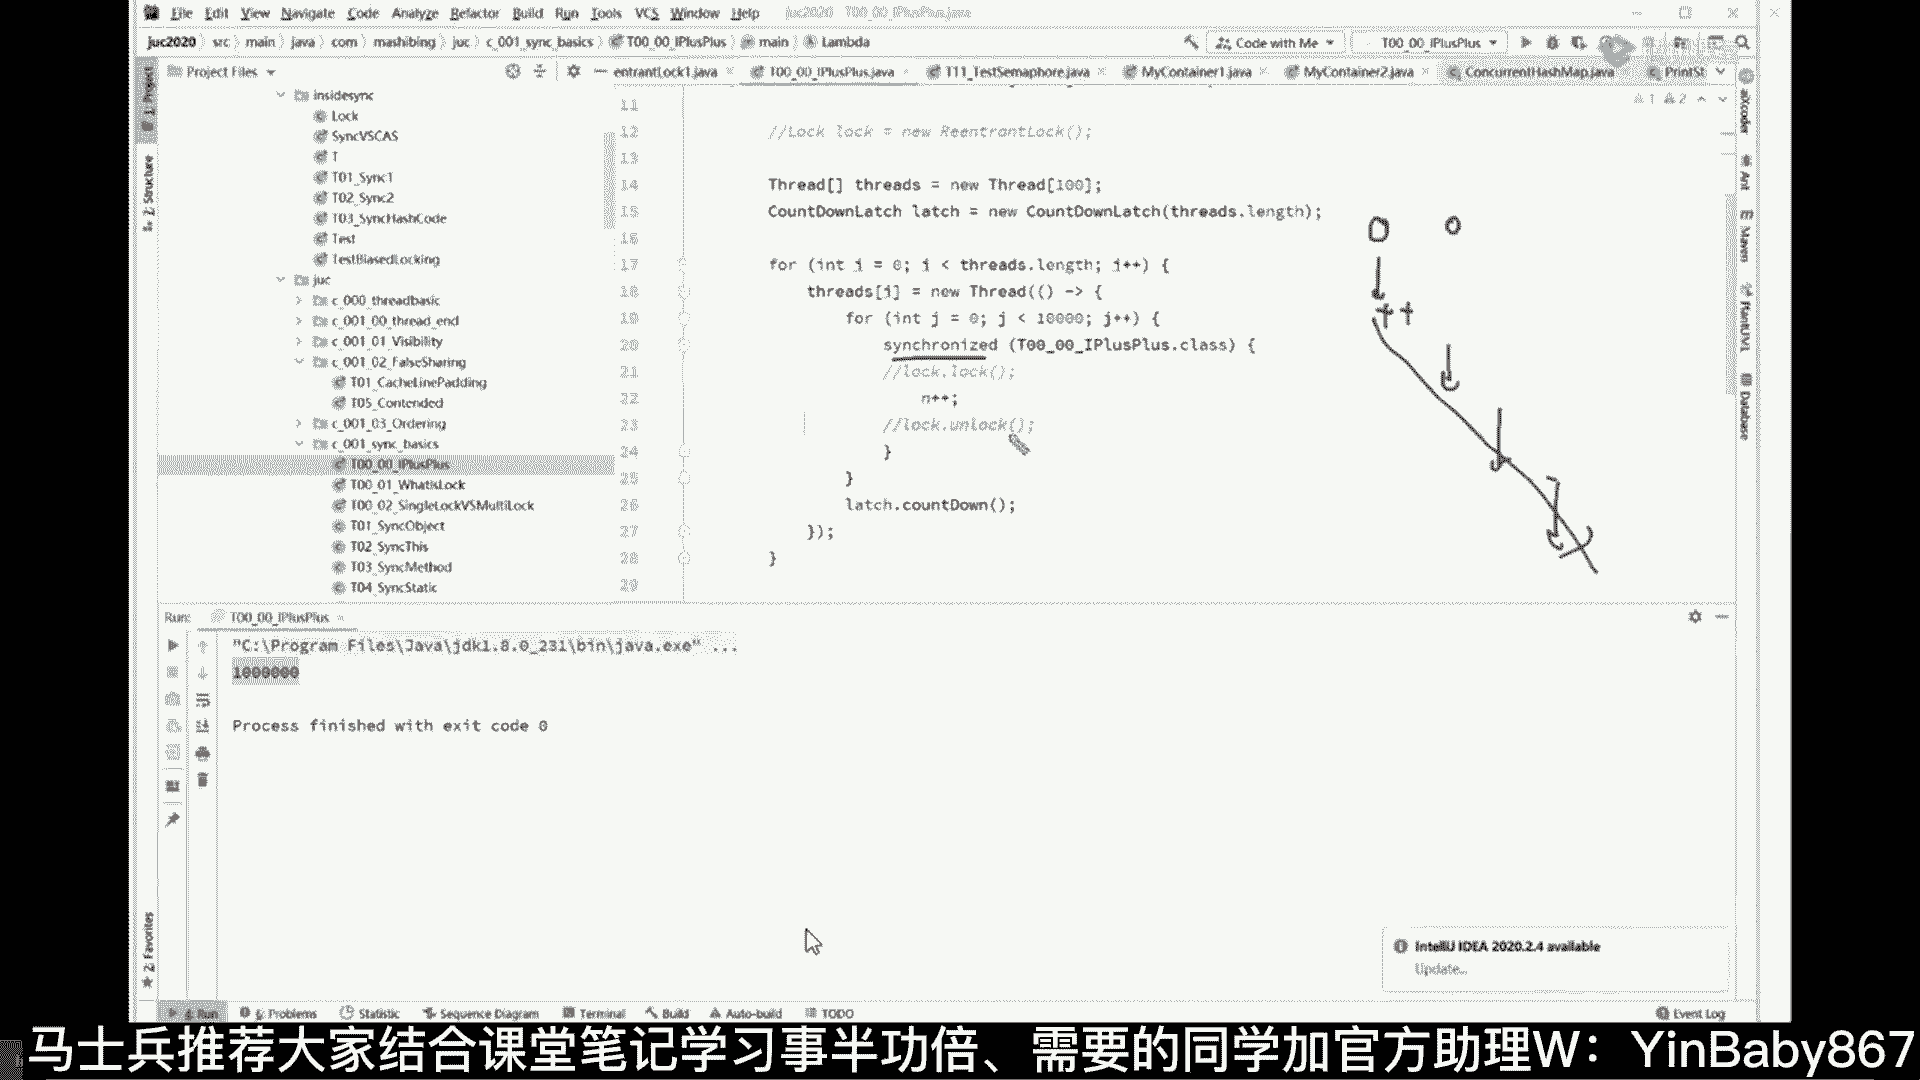 File Edit View Navigate Code Analyze Refactor Build Run Tools VCS Window Help juc2020 T00_00_IPlusPlus.java
juc2020 src main java com mashibing juc c_001_sync_basics T00_00_IPlusPlus main Lambda Code with Me T00_00_IPlusPlus
Project Files entrantLock1.java T00_00_IPlusPlus.java T11_TestSemaphore.java MyContainer1.java MyContainer2.java ConcurrentHashMap.java PrintSt
1: Project
2: Structure
insidesync
Lock
SyncVSCAS
T
T01_Sync1
T02_Sync2
T03_SyncHashCode
Test
TestBiasedLocking
juc
c_000_threadbasic
c_001_00_thread_end
c_001_01_Visibility
c_001_02_FalseSharing
T01_CacheLinePadding
T05_Contended
c_001_03_Ordering
c_001_sync_basics
T00_00_IPlusPlus
T00_01_WhatIsLock
T00_02_SingleLockVSMultiLock
T01_SyncObject
T02_SyncThis
T03_SyncMethod
T04_SyncStatic
1 2
11
12 //Lock lock = new ReentrantLock();
13
14 Thread[] threads = new Thread[100];
15 CountDownLatch latch = new CountDownLatch(threads.length);
16
17 for (int i = 0; i < threads.length; i++) {
18 threads[i] = new Thread(() -> {
19 for (int j = 0; j < 10000; j++) {
20 synchronized (T00_00_IPlusPlus.class) {
21 //lock.lock();
22 n++;
23 //lock.unlock();
24 }
25 }
26 latch.countDown();
27 });
28 }
29
0 0
++
aiXcoder
Ant
Maven
PlantUML
Database
Run: T00_00_IPlusPlus
"C:\Program Files\Java\jdk1.8.0_231\bin\java.exe" ...
1000000
Process finished with exit code 0
2: Favorites
IntelliJ IDEA 2020.2.4 available
Update...
4: Run 6: Problems Statistic Sequence Diagram Terminal Build Auto-build TODO Event Log
马士兵推荐大家结合课堂笔记学习事半功倍、需要的同学加官方助理W：YinBaby867